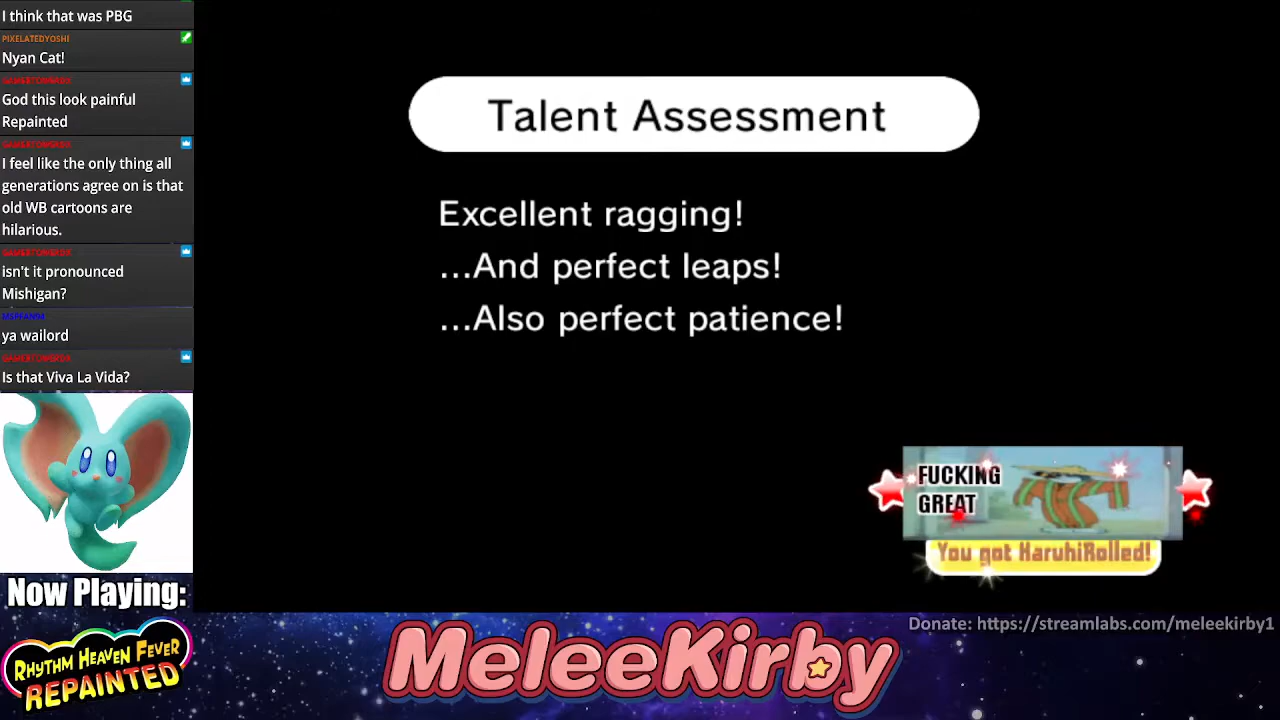 I think that was PBG
PIXELATEDYOSHI
Nyan Cat!
God this look painful
Repainted
I feel like the only thing all
generations agree on is that
old WB cartoons are
hilarious.
isn't it pronounced
Mishigan?
ya wailord
Is that Viva La Vida?
Now Playing:
RHYTHM HEAVEN FEVER
REPAINTED
Talent Assessment
Excellent ragging!
...And perfect leaps!
...Also perfect patience!
FUCKING
GREAT
You got HaruhiRolled!
Donate: https://streamlabs.com/meleekirby1
MeleeKirby